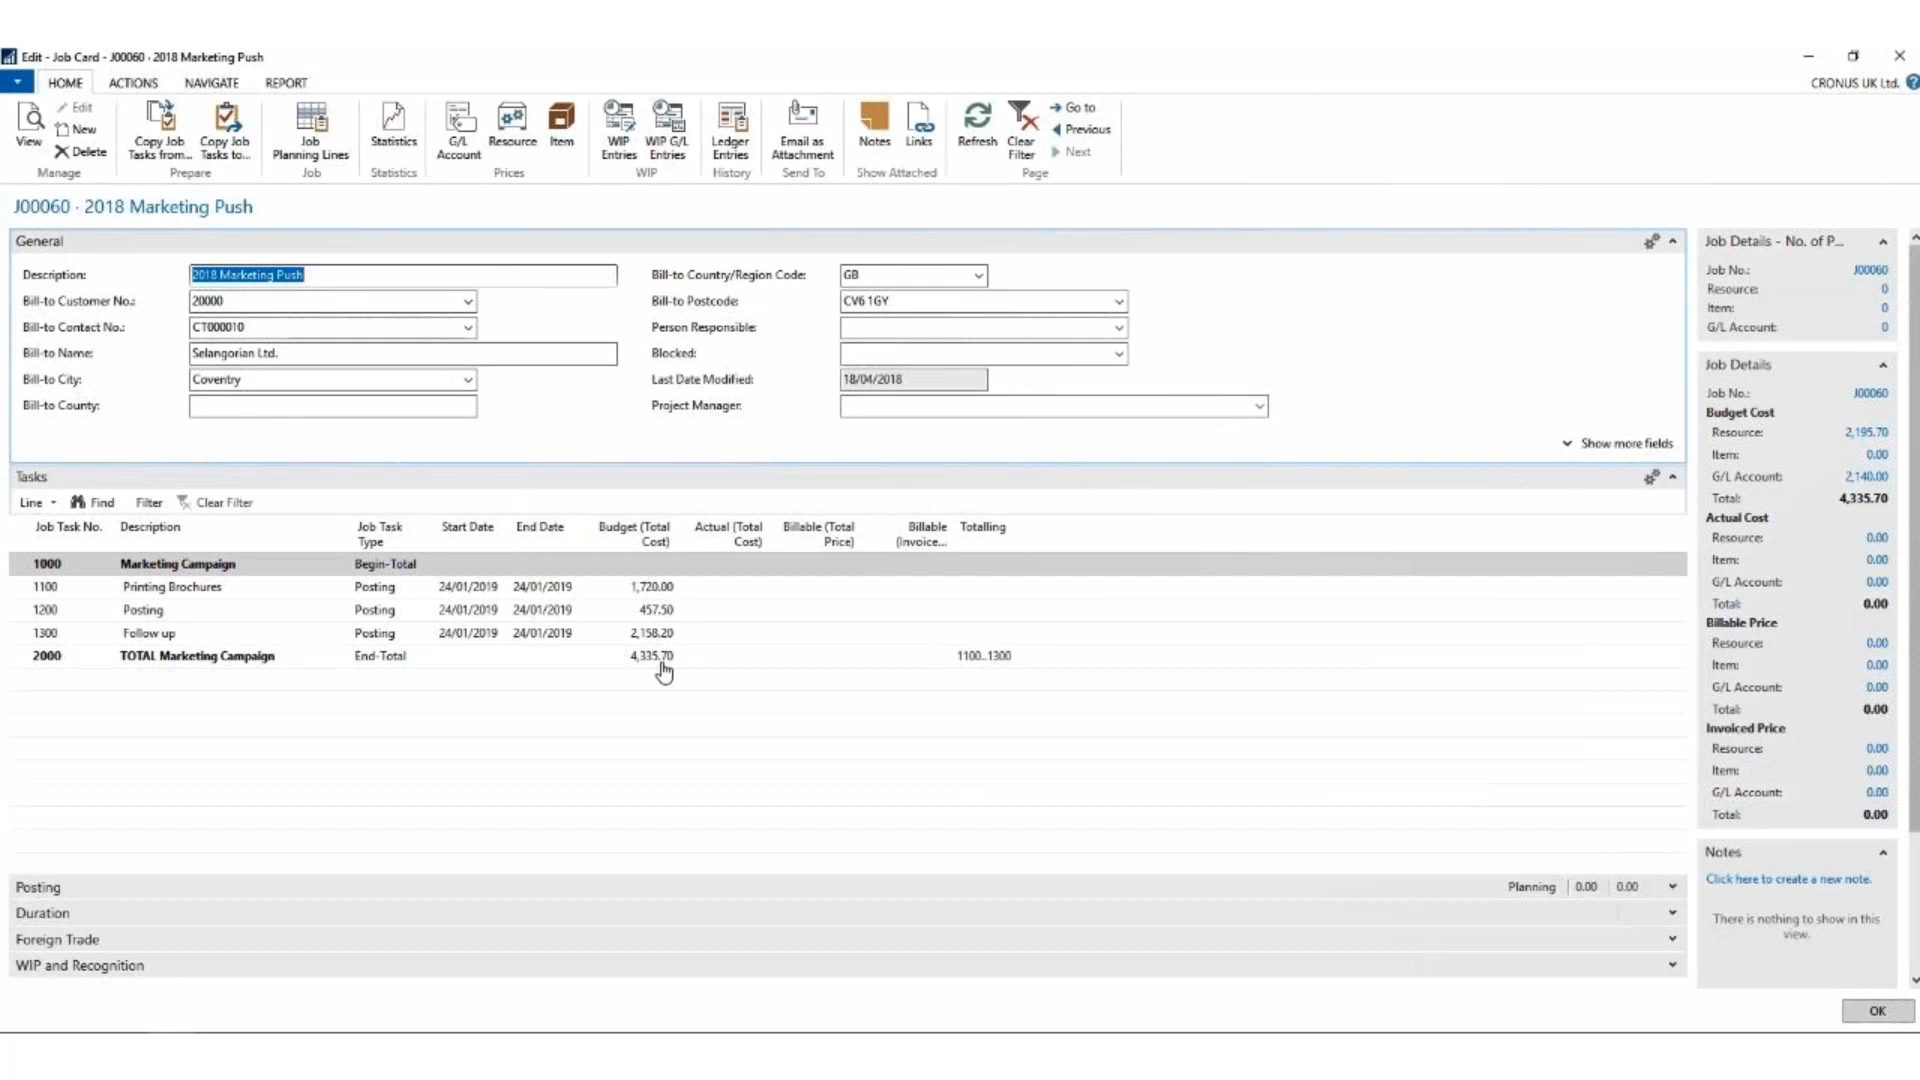 Edit - Job Card - J00060 · 2018 Marketing Push
HOME ACTIONS NAVIGATE REPORT
CRONUS UK Ltd.
View
Edit
New
Delete
Manage
Copy Job Tasks from...
Copy Job Tasks to...
Prepare
Job Planning Lines
Job
Statistics
Statistics
G/L Account
Resource
Item
Prices
WIP Entries
WIP G/L Entries
WIP
Ledger Entries
History
Email as Attachment
Send To
Notes
Links
Show Attached
Refresh
Clear Filter
Go to
Previous
Next
Page
J00060 · 2018 Marketing Push
General
Description: 2018 Marketing Push
Bill-to Customer No.: 20000
Bill-to Contact No.: CT000010
Bill-to Name: Selangorian Ltd.
Bill-to City: Coventry
Bill-to County:
Bill-to Country/Region Code: GB
Bill-to Postcode: CV6 1GY
Person Responsible:
Blocked:
Last Date Modified: 18/04/2018
Project Manager:
Show more fields
Tasks
Line Find Filter Clear Filter
Job Task No. Description Job Task Type Start Date End Date Budget (Total Cost) Actual (Total Cost) Billable (Total Price) Billable (Invoice... Totalling
1000 Marketing Campaign Begin-Total
1100 Printing Brochures Posting 24/01/2019 24/01/2019 1,720.00
1200 Posting Posting 24/01/2019 24/01/2019 457.50
1300 Follow up Posting 24/01/2019 24/01/2019 2,158.20
2000 TOTAL Marketing Campaign End-Total 4,335.70 1100..1300
Posting Planning 0.00 0.00
Duration
Foreign Trade
WIP and Recognition
Job Details - No. of P...
Job No.: J00060
Resource: 0
Item: 0
G/L Account: 0
Job Details
Job No.: J00060
Budget Cost
Resource: 2,195.70
Item: 0.00
G/L Account: 2,140.00
Total: 4,335.70
Actual Cost
Resource: 0.00
Item: 0.00
G/L Account: 0.00
Total: 0.00
Billable Price
Resource: 0.00
Item: 0.00
G/L Account: 0.00
Total: 0.00
Invoiced Price
Resource: 0.00
Item: 0.00
G/L Account: 0.00
Total: 0.00
Notes
Click here to create a new note.
There is nothing to show in this
view.
OK